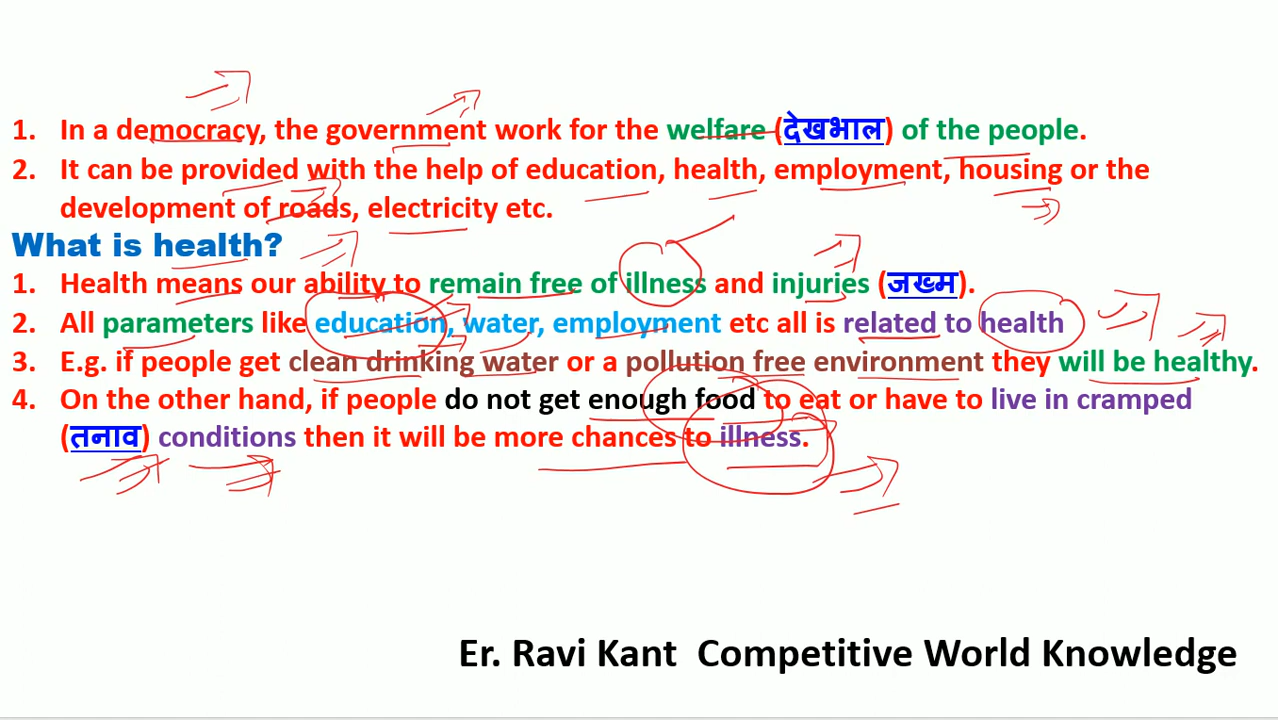 1. In a democracy, the government work for the welfare (देखभाल) of the people.
2. It can be provided with the help of education, health, employment, housing or the
development of roads, electricity etc.
What is health?
1. Health means our ability to remain free of illness and injuries (जख्म).
2. All parameters like education, water, employment etc all is related to health
3. E.g. if people get clean drinking water or a pollution free environment they will be healthy.
4. On the other hand, if people do not get enough food to eat or have to live in cramped
(तनाव) conditions then it will be more chances to illness.
Er. Ravi Kant Competitive World Knowledge